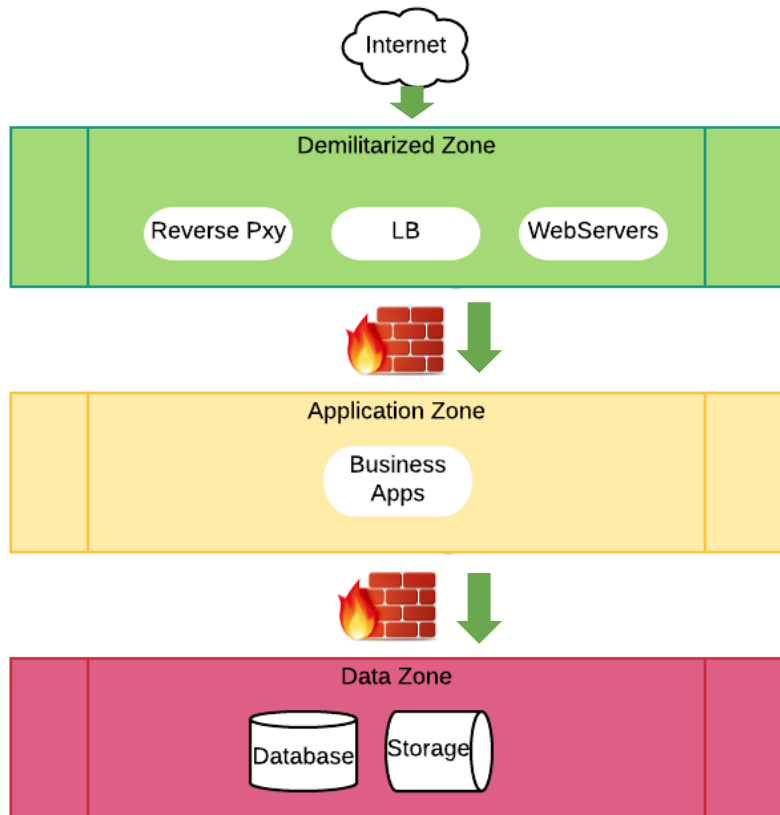 Internet
Demilitarized Zone
Reverse Pxy
LB
WebServers
Application Zone
Business
Apps
Data Zone
Database
Storage